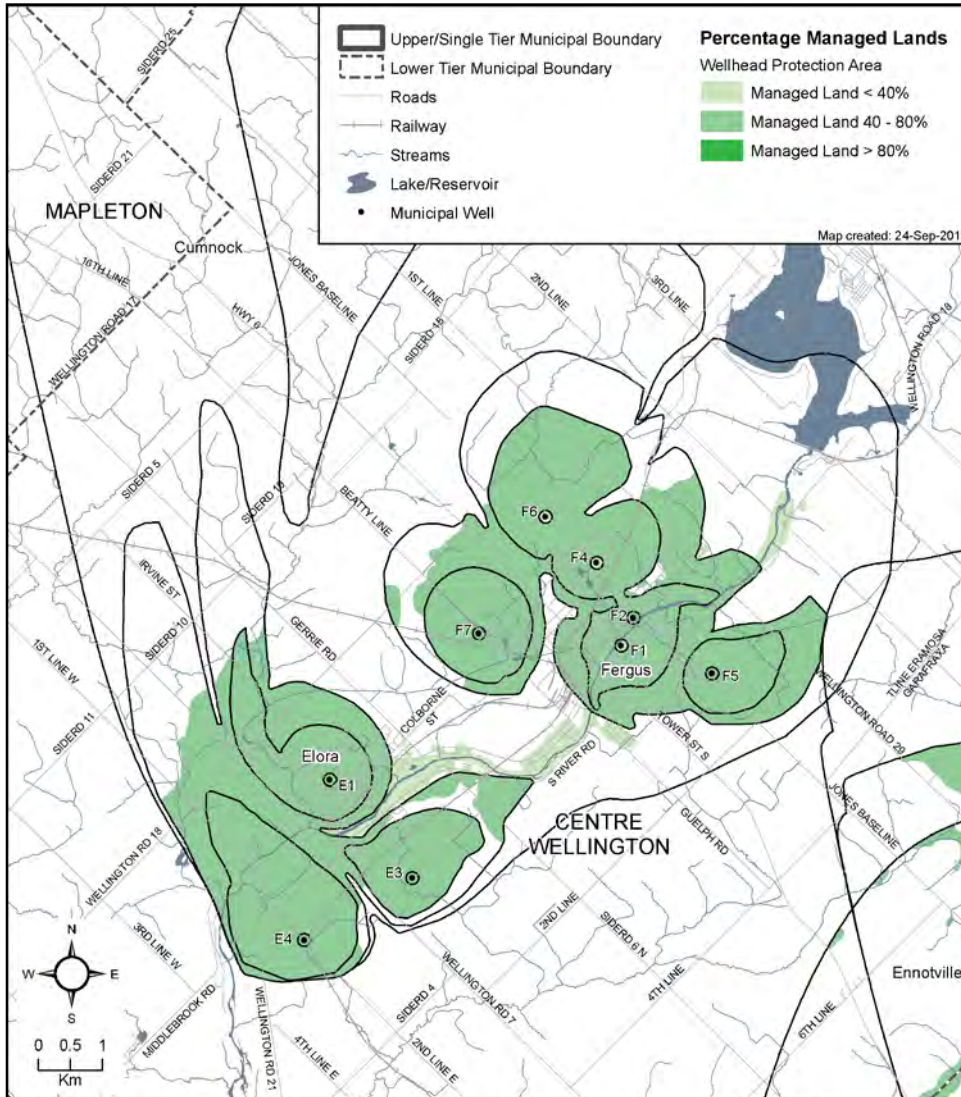 Upper/Single Tier Municipal Boundary
Lower Tier Municipal Boundary
Roads
Railway
Streams
Lake/Reservoir
Municipal Well
Percentage Managed Lands
Wellhead Protection Area
Managed Land < 40%
Managed Land 40 - 80%
Managed Land > 80%
Map created: 24-Sep-201
SIDERD 25
SIDERD 21
MAPLETON
Cumnock
16TH LINE
WELLINGTON ROAD 17
HWY 6
JONES BASELINE
1ST LINE
SIDERD 15
2ND LINE
3RD LINE
WELLINGTON ROAD 18
SIDERD 5
SIDERD 10
BEATTY LINE
IRVINE ST
SIDERD 10
GERRIE RD
1ST LINE W
SIDERD 11
COLBORNE
ST
F6
F4
F2
F7
F1
Fergus
F5
TLINE ERAMOSA
GARAFRAXA
WELLINGTON ROAD 29
TOWER ST S
S RIVER RD
Elora
E1
JONES BASELINE
GUELPH RD
CENTRE
WELLINGTON
WELLINGTON RD 18
E3
E4
2ND LINE
SIDERD 6 N
3RD LINE W
4TH LINE
Ennotville
WELLINGTON RD 7
SIDERD 4
MIDDLEBROOK RD
WELLINGTON RD 21
4TH LINE E
2ND LINE E
6TH LINE
N
W E
S
0 0.5 1
Km